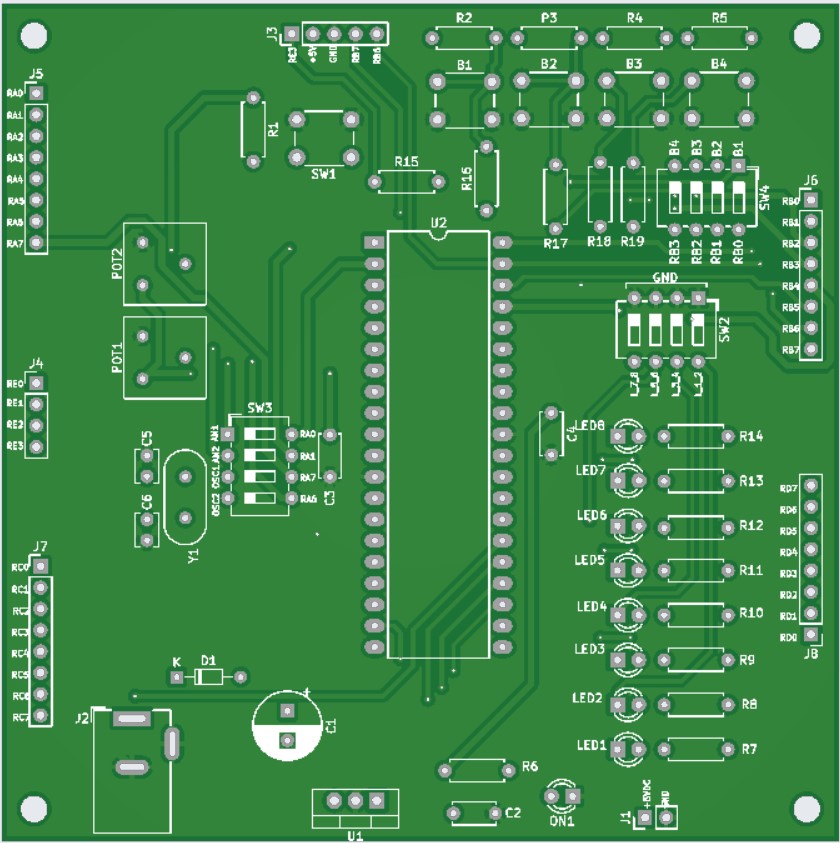 J3
RE3
+5V
GND
RB7
RB6
R2
P3
R4
R5
B1
B2
B3
B4
J5
RA0
RA1
RA2
RA3
RA4
RA5
RA6
RA7
R1
SW1
R15
R16
R17
R18
R19
B4
B3
B2
B1
SW4
RB3
RB2
RB1
RB0
J6
RB0
RB1
RB2
RB3
RB4
RB5
RB6
RB7
U2
POT2
POT1
GND
SW2
L_7_8
L_5_6
L_3_4
L_1_2
J4
RE0
RE1
RE2
RE3
SW3
AN1
AN2
OSC1
OSC2
RA0
RA1
RA7
RA6
C3
C4
C5
C6
Y1
LED8
R14
LED7
R13
LED6
R12
LED5
R11
LED4
R10
LED3
R9
LED2
R8
LED1
R7
RD7
RD6
RD5
RD4
RD3
RD2
RD1
RD0
J8
J7
RC0
RC1
RC2
RC3
RC4
RC5
RC6
RC7
K
D1
J2
+
C1
U1
R6
C2
ON1
J1
+5VDC
GND